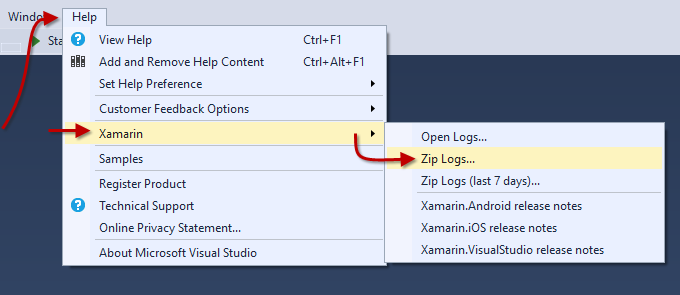 Window Help
Sta
View Help Ctrl+F1
Add and Remove Help Content Ctrl+Alt+F1
Set Help Preference
Customer Feedback Options
Xamarin
Samples
Register Product
Technical Support
Online Privacy Statement...
About Microsoft Visual Studio
Open Logs...
Zip Logs...
Zip Logs (last 7 days)...
Xamarin.Android release notes
Xamarin.iOS release notes
Xamarin.VisualStudio release notes